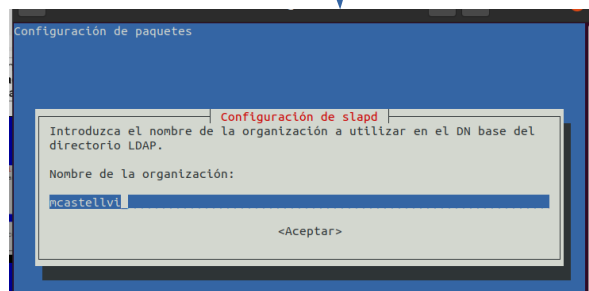 Configuración de paquetes
Configuración de slapd
Introduzca el nombre de la organización a utilizar en el DN base del
directorio LDAP.
Nombre de la organización:
mcastellvi
<Aceptar>